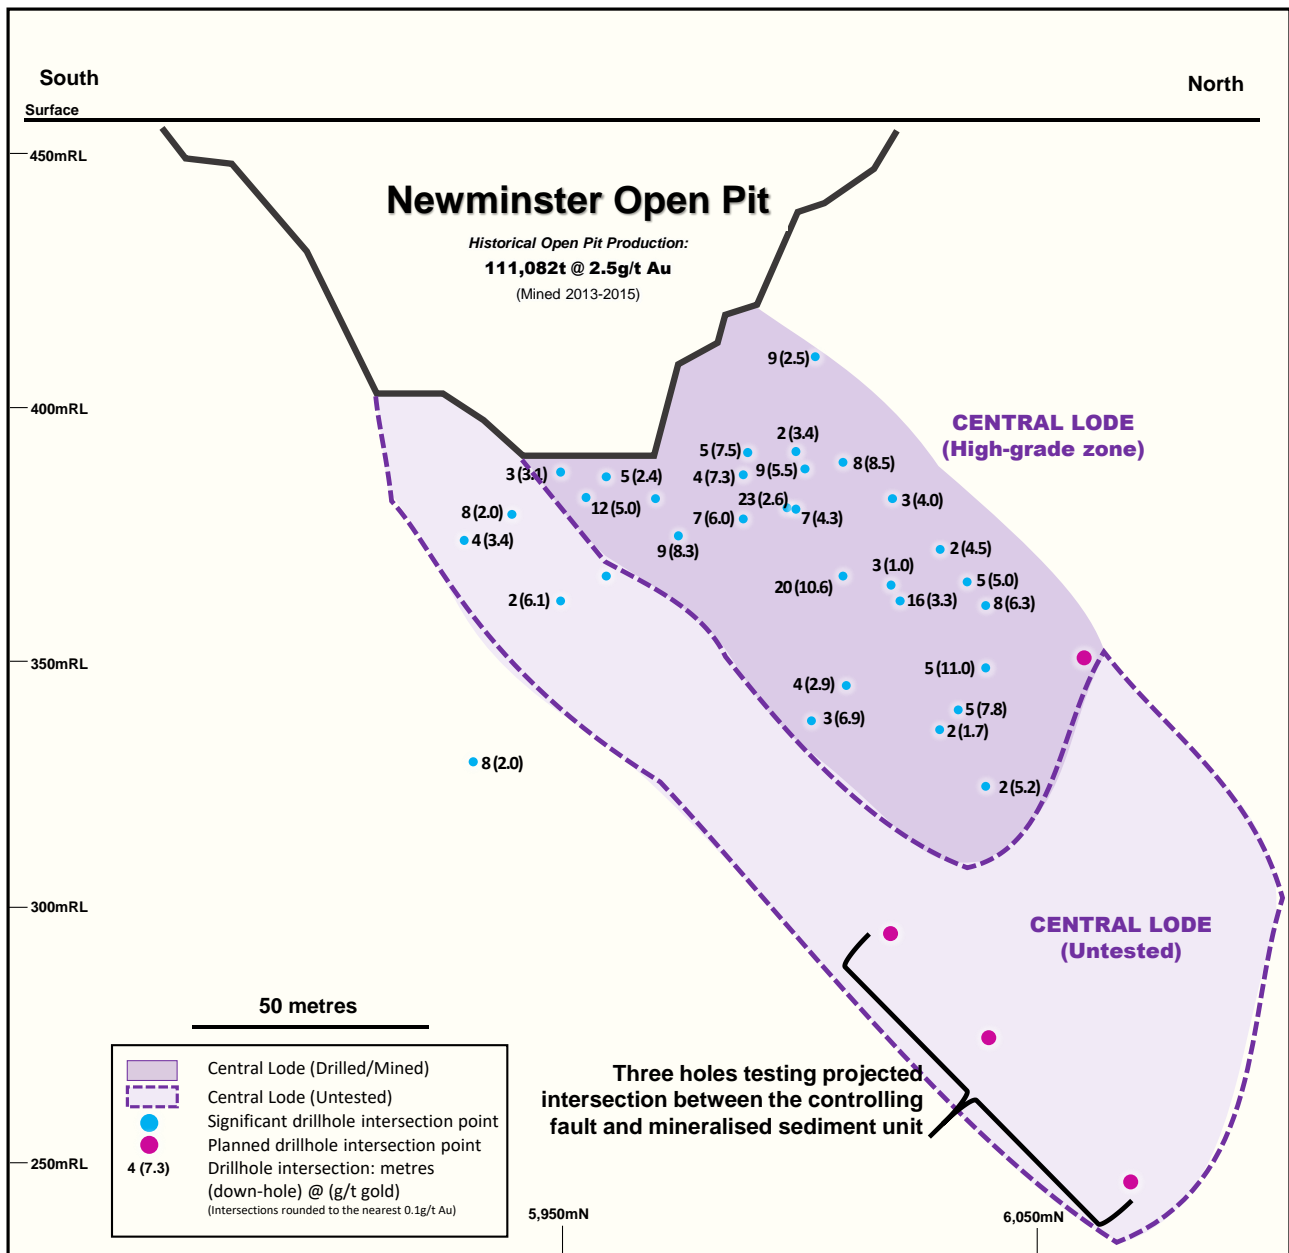 South
North
Surface
450mRL
Newminster Open Pit
Historical Open Pit Production:
111,082t @ 2.5g/t Au
(Mined 2013-2015)
9 (2.5)
400mRL
CENTRAL LODE
(High-grade zone)
2 (3.4)
5 (7.5)
8 (8.5)
3 (3.1)
5 (2.4)
4 (7.3)
9 (5.5)
23 (2.6)
3 (4.0)
12 (5.0)
8 (2.0)
7 (6.0)
7 (4.3)
4 (3.4)
9 (8.3)
2 (4.5)
3 (1.0)
20 (10.6)
5 (5.0)
2 (6.1)
16 (3.3)
8 (6.3)
350mRL
5 (11.0)
4 (2.9)
3 (6.9)
5 (7.8)
2 (1.7)
8 (2.0)
2 (5.2)
300mRL
CENTRAL LODE
(Untested)
50 metres
Central Lode (Drilled/Mined)
Central Lode (Untested)
Significant drillhole intersection point
Planned drillhole intersection point
4 (7.3)
Drillhole intersection: metres
(down-hole) @ (g/t gold)
(Intersections rounded to the nearest 0.1g/t Au)
Three holes testing projected
intersection between the controlling
fault and mineralised sediment unit
250mRL
5,950mN
6,050mN